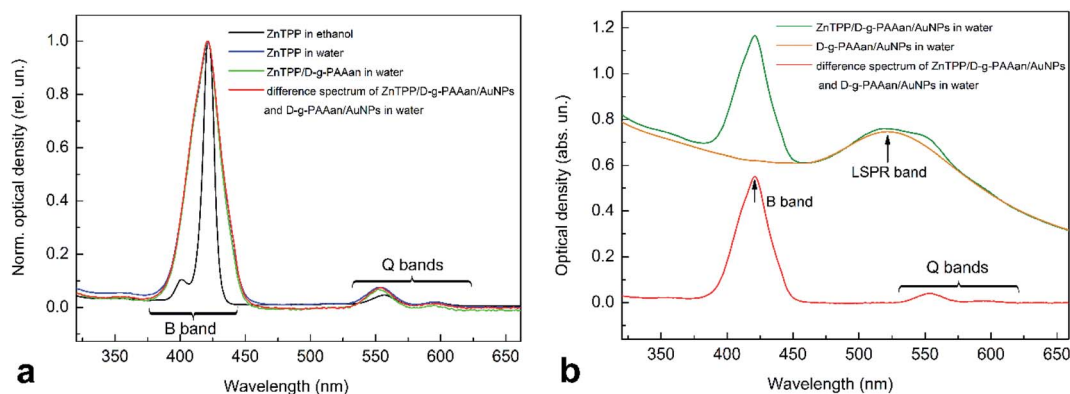 ZnTPP in ethanol
ZnTPP in water
ZnTPP/D-g-PAAan in water
difference spectrum of ZnTPP/D-g-PAAan/AuNPs
and D-g-PAAan/AuNPs in water
Norm. optical density (rel. un.)
1.0
0.8
0.6
0.4
0.2
0.0
Q bands
B band
350 400 450 500 550 600 650
Wavelength (nm)
a
ZnTPP/D-g-PAAan/AuNPs in water
D-g-PAAan/AuNPs in water
difference spectrum of ZnTPP/D-g-PAAan/AuNPs
and D-g-PAAan/AuNPs in water
Optical density (abs. un.)
1.2
1.0
0.8
0.6
0.4
0.2
0.0
LSPR band
B band
Q bands
350 400 450 500 550 600 650
Wavelength (nm)
b